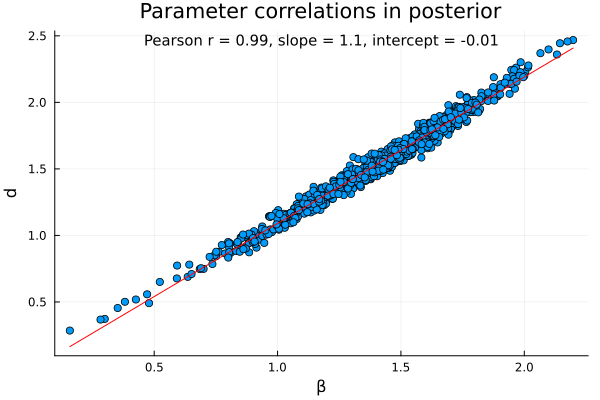 Parameter correlations in posterior
Pearson r = 0.99, slope = 1.1, intercept = -0.01
2.5
2.0
1.5
1.0
0.5
d
0.5 1.0 1.5 2.0
β